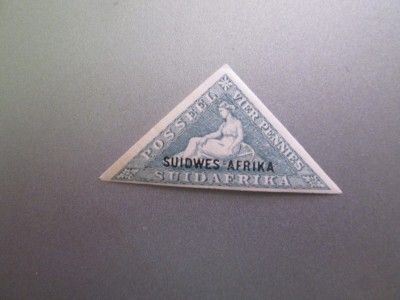 POSSEEL
VIER PENNIES
SUIDWES-AFRIKA
SUIDAFRIKA